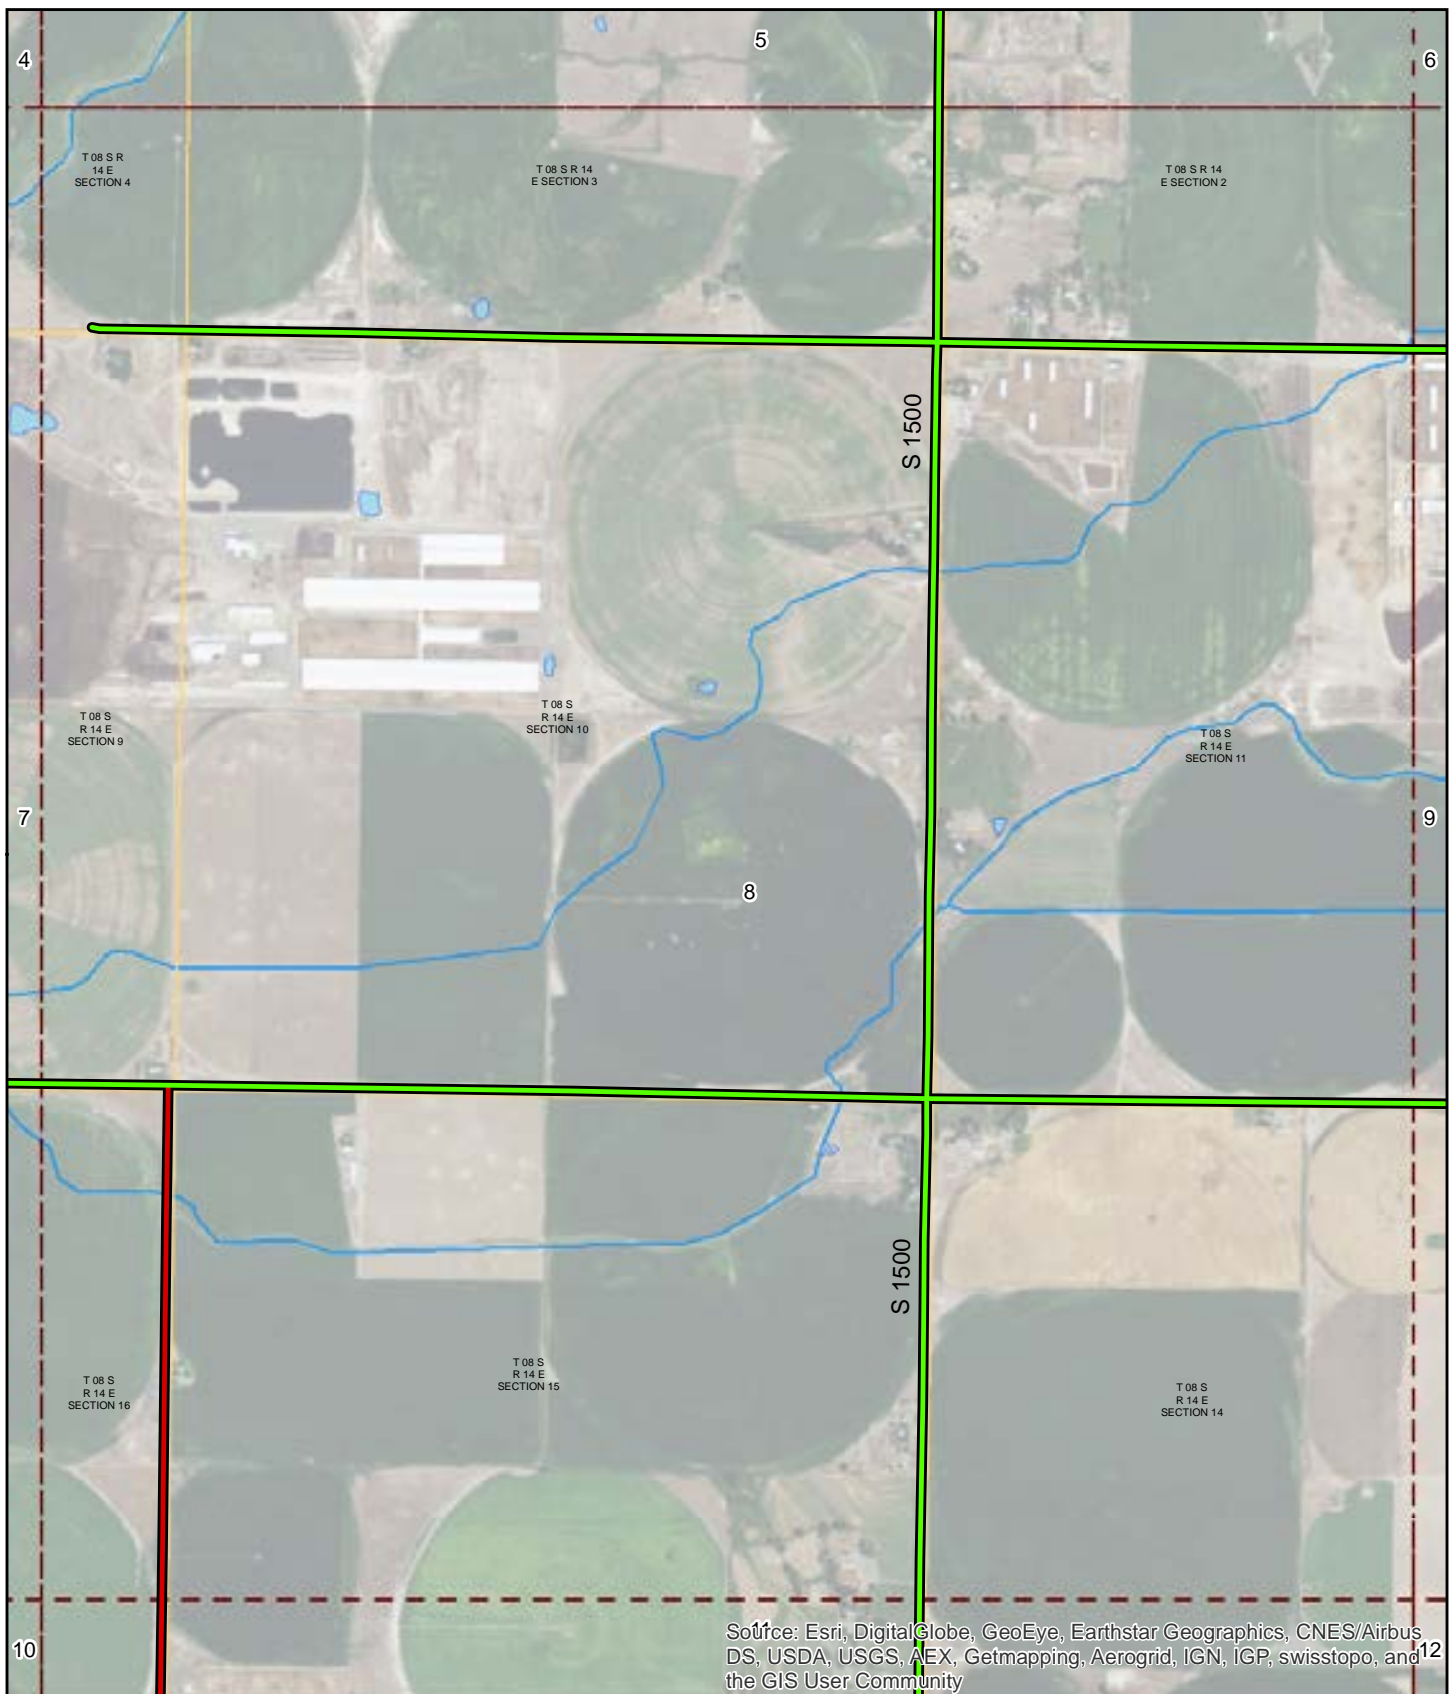 5
4
6
T 08 S R
14 E
SECTION 4
T 08 S R 14
E SECTION 3
T 08 S R 14
E SECTION 2
S 1500
T 08 S
R 14 E
SECTION 9
T 08 S
R 14 E
SECTION 10
T 08 S
R 14 E
SECTION 11
7
9
8
S 1500
T 08 S
R 14 E
SECTION 16
T 08 S
R 14 E
SECTION 15
T 08 S
R 14 E
SECTION 14
10
11
12
Source: Esri, DigitalGlobe, GeoEye, Earthstar Geographics, CNES/Airbus
DS, USDA, USGS, AEX, Getmapping, Aerogrid, IGN, IGP, swisstopo, and
the GIS User Community